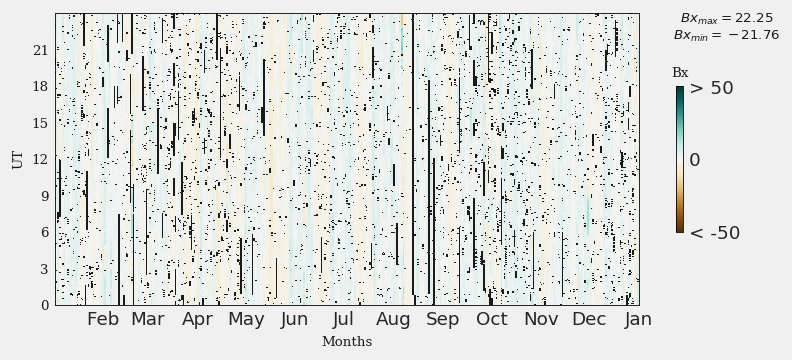 Bx_max = 22.25
Bx_min = −21.76
Bx
> 50
0
< -50
21
18
15
12
9
6
3
0
UT
Feb Mar Apr May Jun Jul Aug Sep Oct Nov Dec Jan
Months